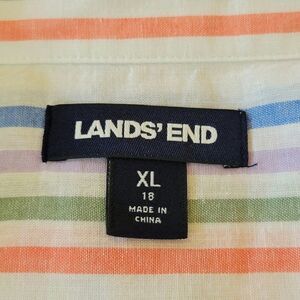 LANDS' END
XL
18
MADE IN
CHINA